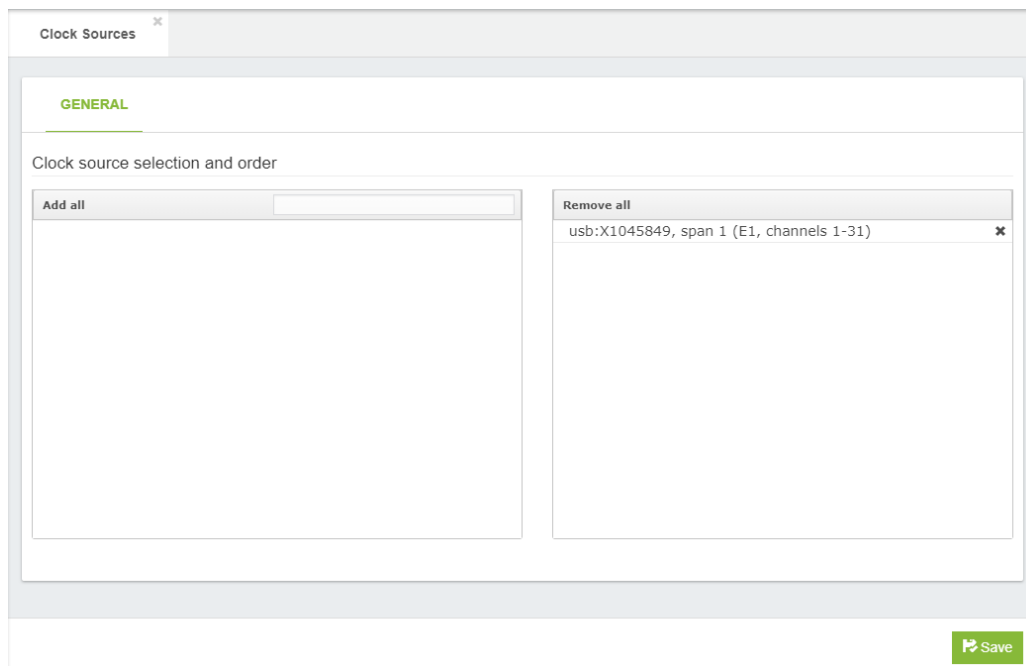 Clock Sources
GENERAL
Clock source selection and order
Add all
Remove all
usb:X1045849, span 1 (E1, channels 1-31)
Save